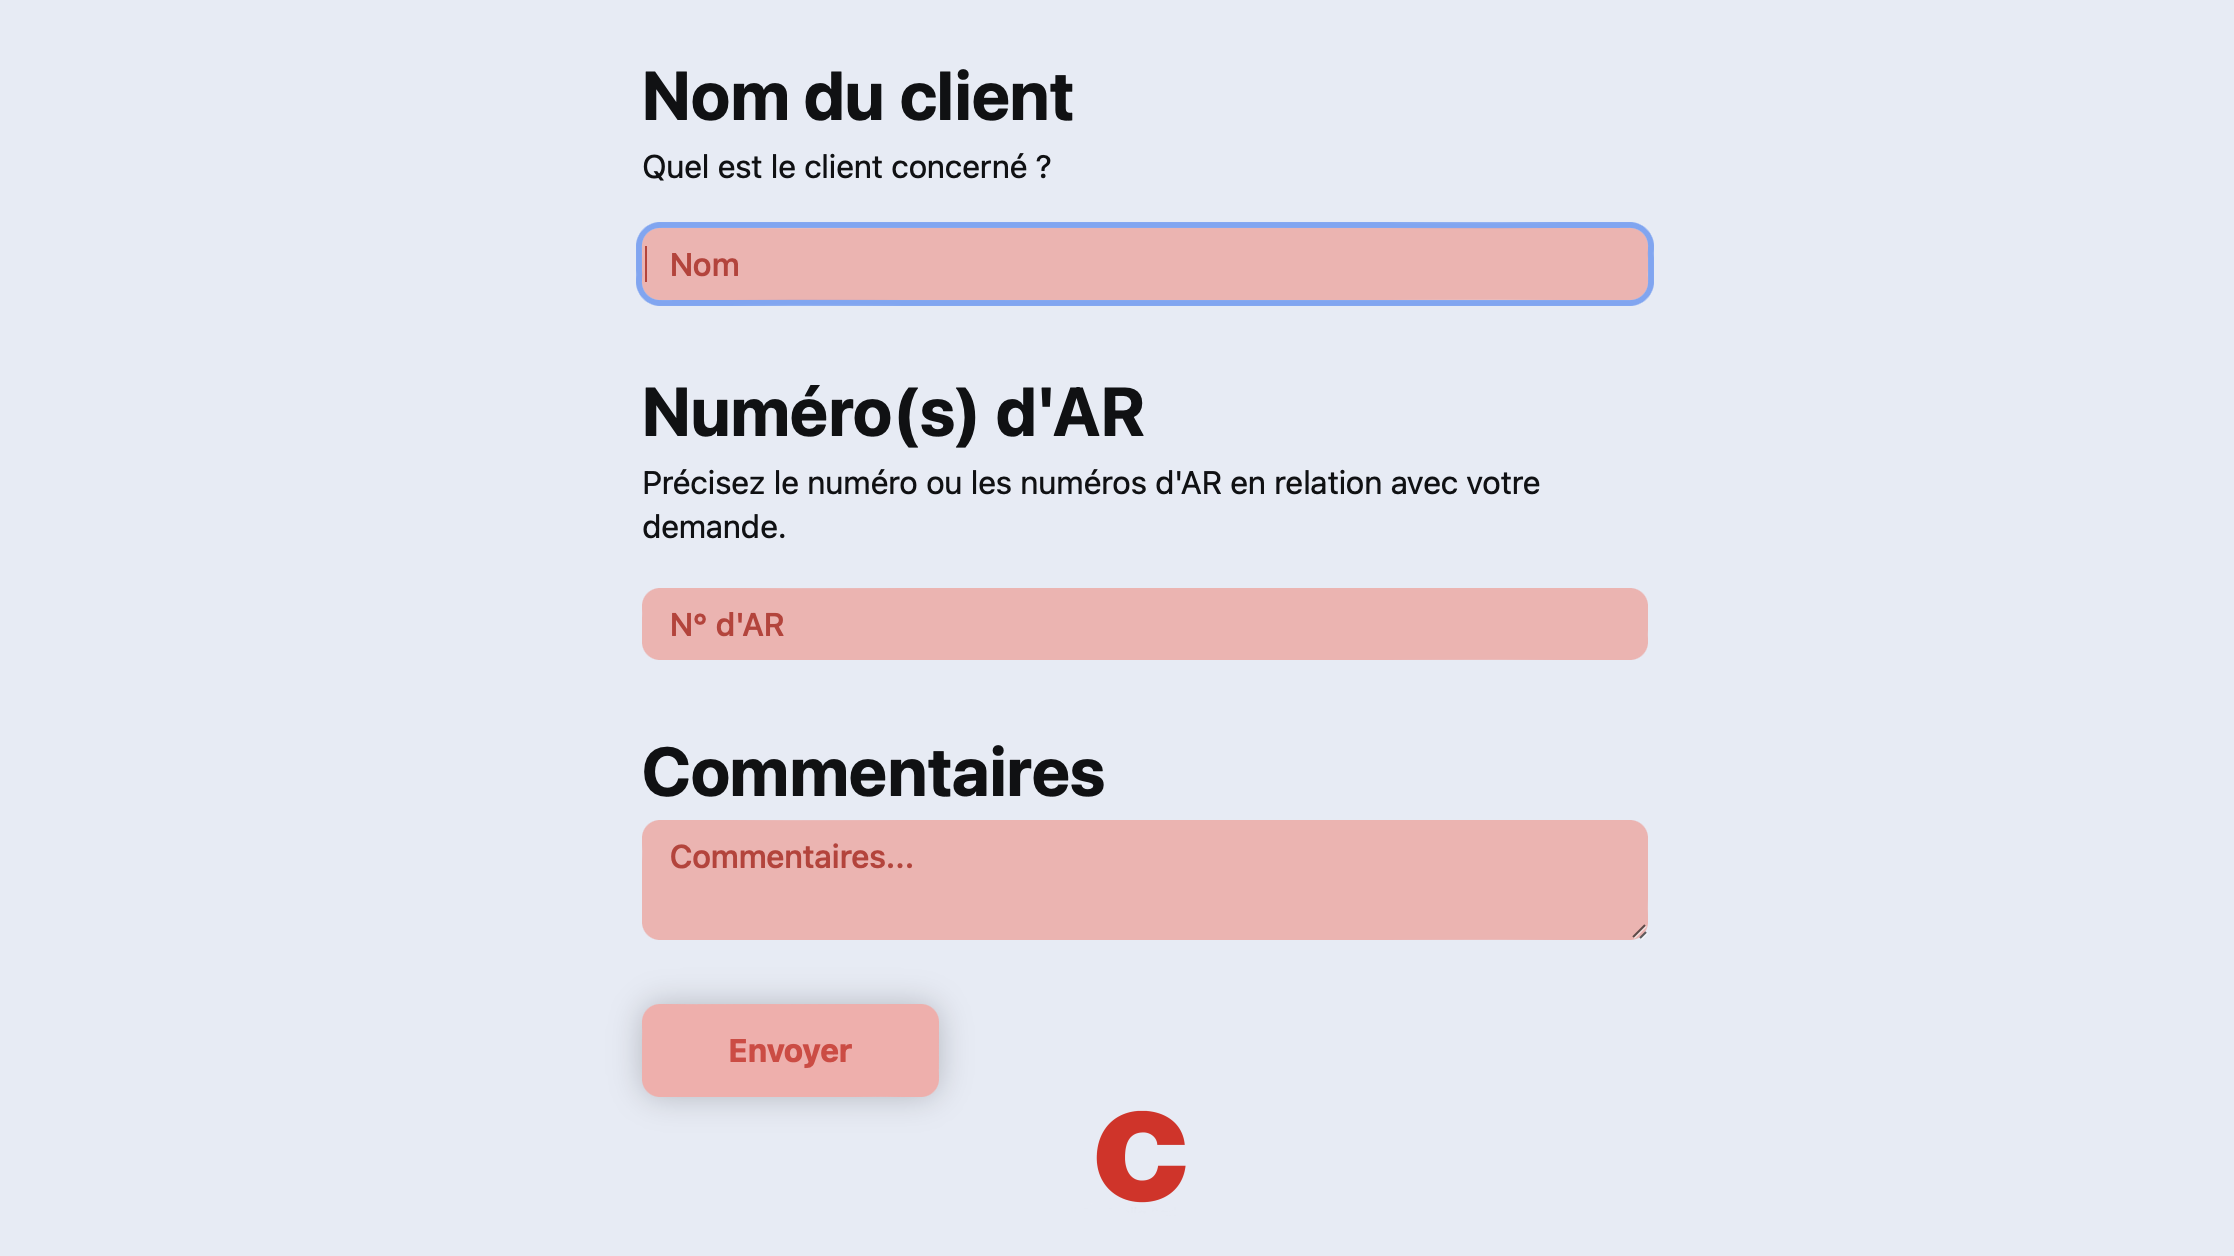 Nom du client
Quel est le client concerné ?
Nom
Numéro(s) d'AR
Précisez le numéro ou les numéros d'AR en relation avec votre
demande.
N° d'AR
Commentaires
Commentaires...
Envoyer
C